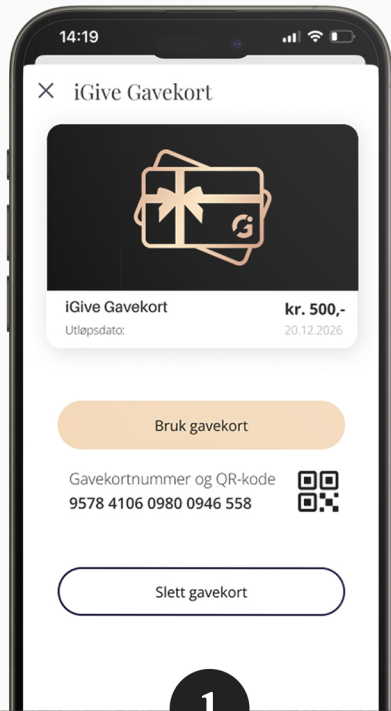 14:19
iGive Gavekort
iGive Gavekort kr. 500,-
Utløpsdato: 20.12.2026
Bruk gavekort
Gavekortnummer og QR-kode
9578 4106 0980 0946 558
Slett gavekort
1